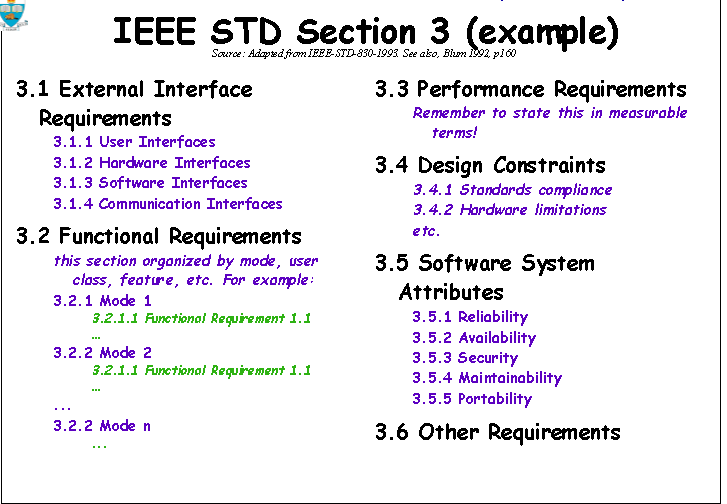 IEEE STD Section 3 (example)
Source: Adapted from IEEE-STD-830-1993. See also, Blum 1992, p160
3.1 External Interface
Requirements
3.1.1 User Interfaces
3.1.2 Hardware Interfaces
3.1.3 Software Interfaces
3.1.4 Communication Interfaces
3.2 Functional Requirements
this section organized by mode, user
class, feature, etc. For example:
3.2.1 Mode 1
3.2.1.1 Functional Requirement 1.1
...
3.2.2 Mode 2
3.2.1.1 Functional Requirement 1.1
...
...
3.2.2 Mode n
...
3.3 Performance Requirements
Remember to state this in measurable
terms!
3.4 Design Constraints
3.4.1 Standards compliance
3.4.2 Hardware limitations
etc.
3.5 Software System
Attributes
3.5.1 Reliability
3.5.2 Availability
3.5.3 Security
3.5.4 Maintainability
3.5.5 Portability
3.6 Other Requirements